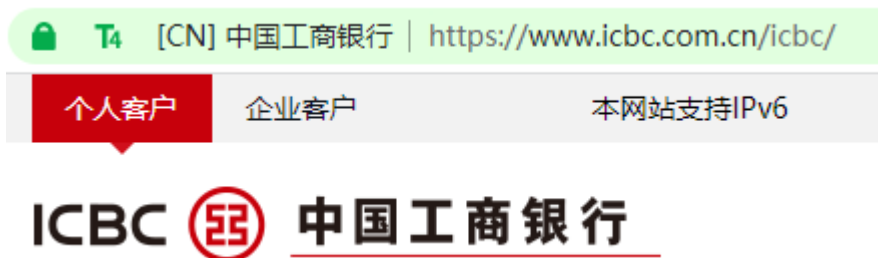 T4 [CN] 中国工商银行 | https://www.icbc.com.cn/icbc/
个人客户 企业客户 本网站支持IPv6
ICBC 中国工商银行